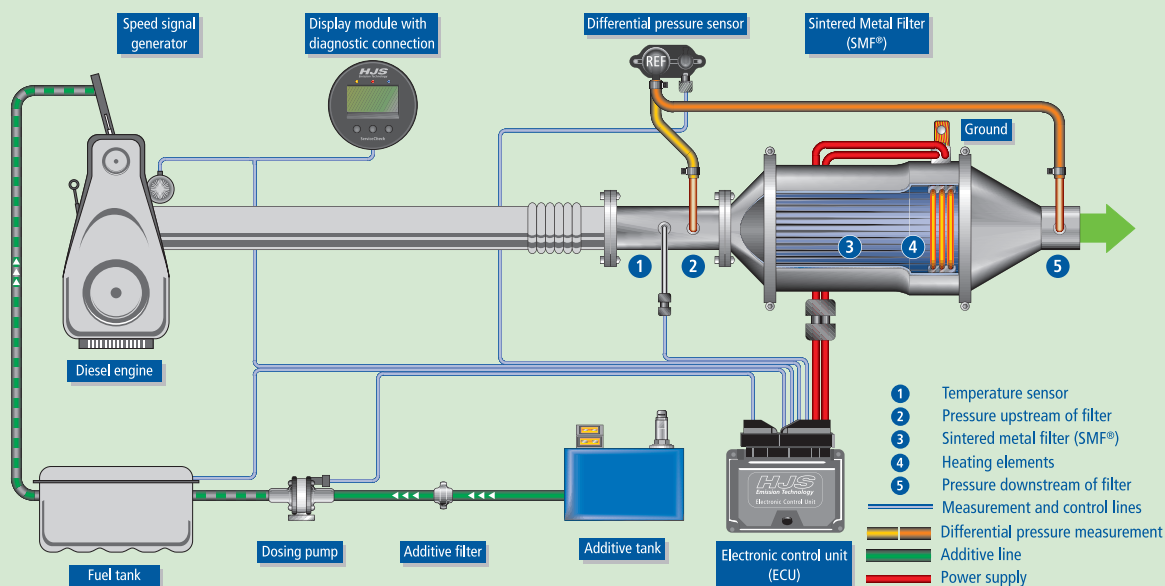 Speed signal
generator
Display module with
diagnostic connection
Differential pressure sensor
Sintered Metal Filter
(SMF®)
HJS
Emission Technology
ServiceCheck
REF
Ground
1
2
3
4
5
Diesel engine
1 Temperature sensor
2 Pressure upstream of filter
3 Sintered metal filter (SMF®)
4 Heating elements
5 Pressure downstream of filter
Measurement and control lines
Differential pressure measurement
Additive line
Power supply
HJS
Emission Technology
Electronic Control Unit
Fuel tank
Dosing pump
Additive filter
Additive tank
Electronic control unit
(ECU)